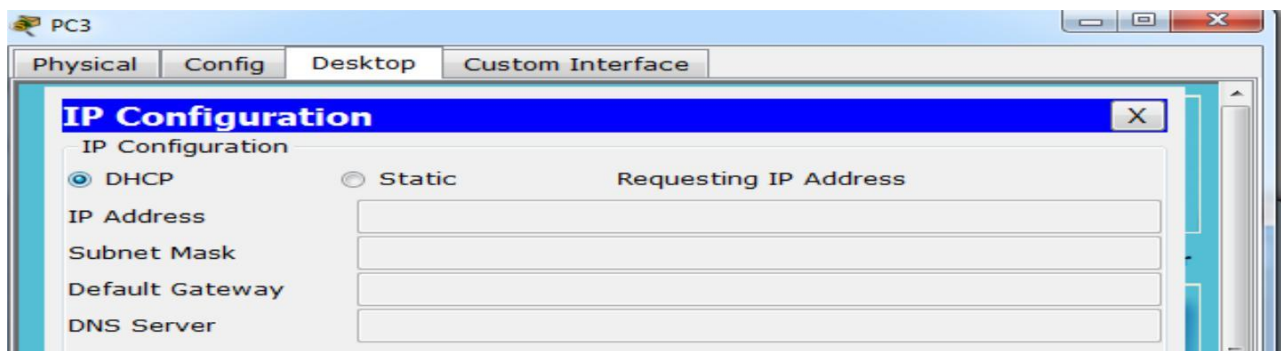 PC3
Physical Config Desktop Custom Interface
IP Configuration X
IP Configuration
DHCP Static Requesting IP Address
IP Address
Subnet Mask
Default Gateway
DNS Server